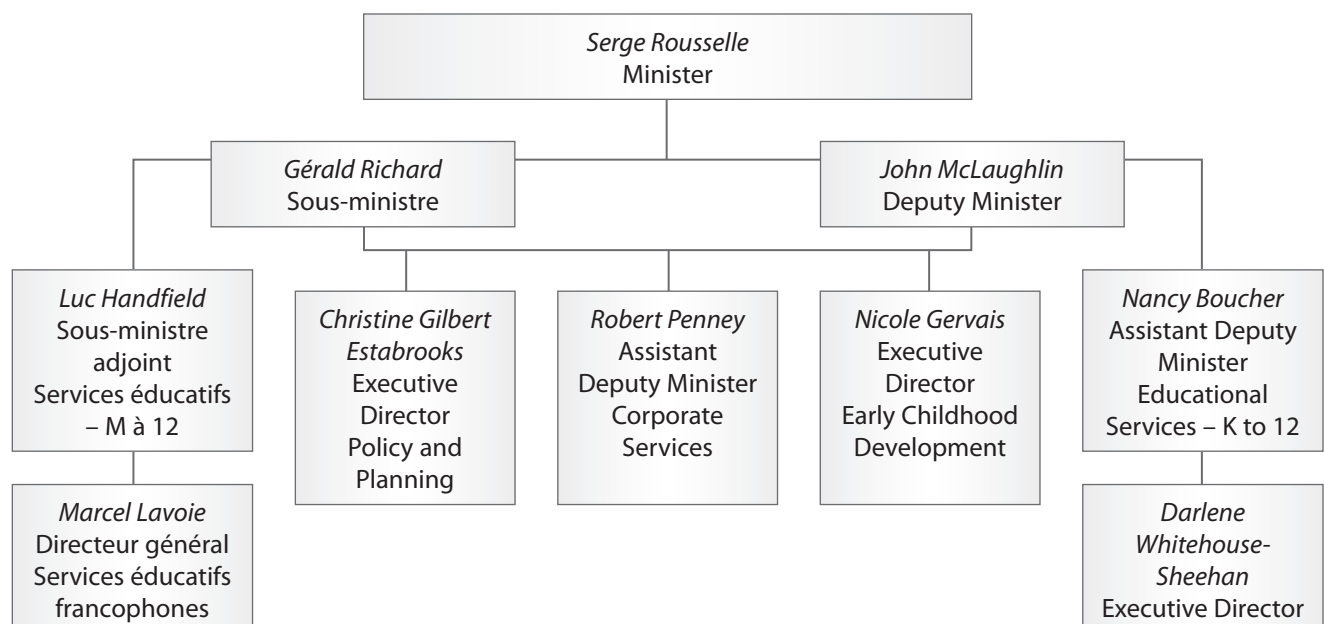 Serge Rousselle
Minister
Gérald Richard
Sous-ministre
John McLaughlin
Deputy Minister
Luc Handfield
Sous-ministre
adjoint
Services éducatifs
– M à 12
Christine Gilbert
Estabrooks
Executive
Director
Policy and
Planning
Robert Penney
Assistant
Deputy Minister
Corporate
Services
Nicole Gervais
Executive
Director
Early Childhood
Development
Nancy Boucher
Assistant Deputy
Minister
Educational
Services – K to 12
Marcel Lavoie
Directeur général
Services éducatifs
francophones
Darlene
Whitehouse-
Sheehan
Executive Director